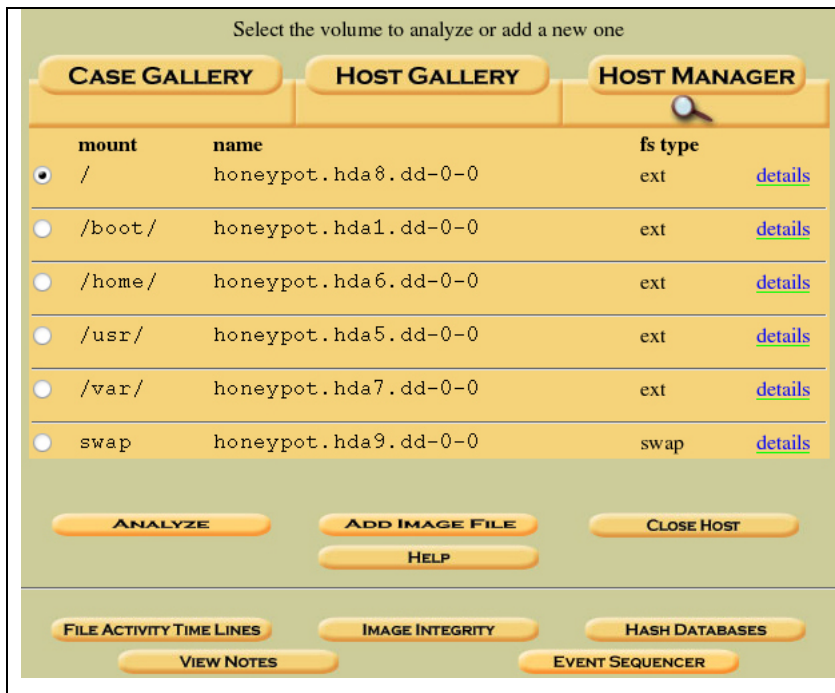 Select the volume to analyze or add a new one
CASE GALLERY HOST GALLERY HOST MANAGER
mount name fs type
/ honeypot.hda8.dd-0-0 ext details
/boot/ honeypot.hda1.dd-0-0 ext details
/home/ honeypot.hda6.dd-0-0 ext details
/usr/ honeypot.hda5.dd-0-0 ext details
/var/ honeypot.hda7.dd-0-0 ext details
swap honeypot.hda9.dd-0-0 swap details
ANALYZE ADD IMAGE FILE CLOSE HOST
HELP
FILE ACTIVITY TIME LINES IMAGE INTEGRITY HASH DATABASES
VIEW NOTES EVENT SEQUENCER